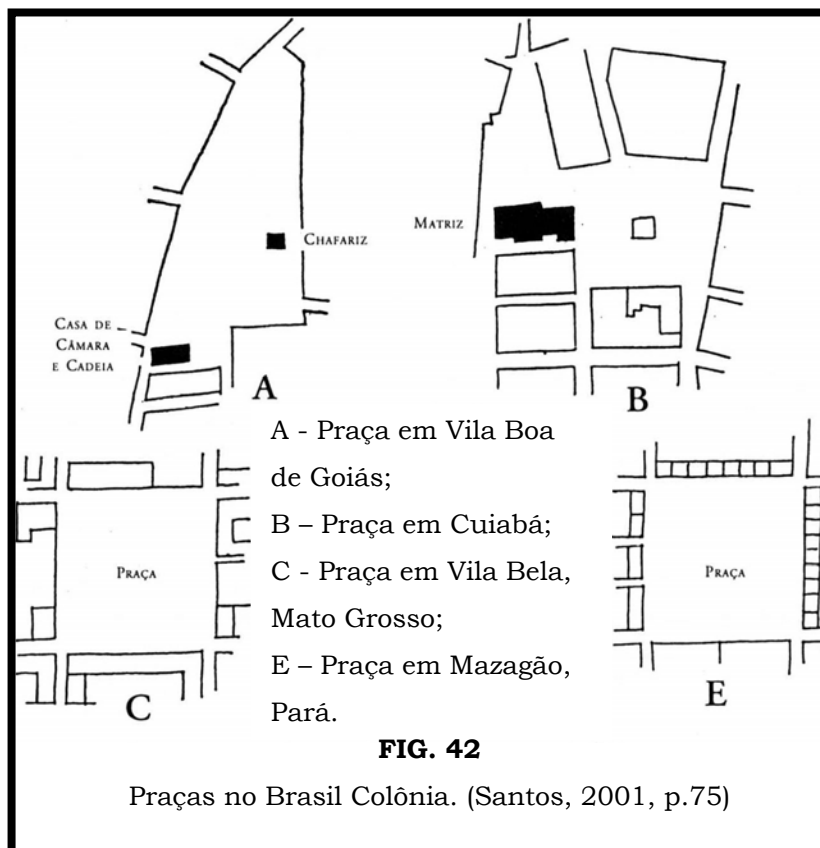 CHAFARIZ
CASA DE
CÂMARA
E CADEIA
A
MATRIZ
B
A - Praça em Vila Boa
de Goiás;
B – Praça em Cuiabá;
C - Praça em Vila Bela,
Mato Grosso;
E – Praça em Mazagão,
Pará.
PRAÇA
C
PRAÇA
E
FIG. 42
Praças no Brasil Colônia. (Santos, 2001, p.75)